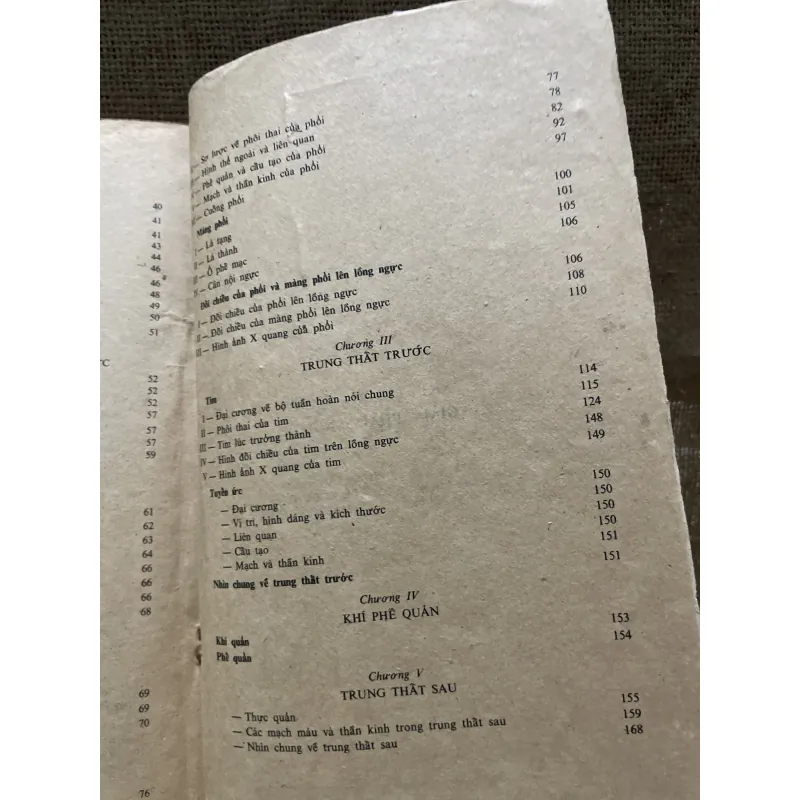 40
41
41
43
44
46
46
48
49
50
51
ỨC
52
52
52
57
57
57
59
61
62
63
64
66
66
66
68
69
69
70
76
— Sơ lược về phôi thai của phổi 77
— Hình thể ngoài và liên quan 78
— Phế quản và cấu tạo của phổi 82
— Mạch và thần kinh của phổi 92
— Cuống phổi 97
Màng phổi
I — Lá tạng 100
II — Lá thành 101
III — Ổ phế mạc 105
IV — Cân nội ngực 106
Đối chiếu của phổi và màng phổi lên lồng ngực
I — Đối chiếu của phổi lên lồng ngực 106
II — Đối chiếu của màng phổi lên lồng ngực 108
III — Hình ảnh X quang của phổi 110
Chương III
TRUNG THẤT TRƯỚC
Tim
I — Đại cương về bộ tuần hoàn nói chung 114
II — Phôi thai của tim 115
III — Tim lúc trưởng thành 124
IV — Hình đối chiếu của tim trên lồng ngực 148
V — Hình ảnh X quang của tim 149
Tuyến ức
— Đại cương 150
— Vị trí, hình dáng và kích thước 150
— Liên quan 150
— Cấu tạo 150
— Mạch và thần kinh 151
Nhìn chung về trung thất trước 151
Chương IV
KHÍ PHẾ QUẢN
Khí quản 153
Phế quản 154
Chương V
TRUNG THẤT SAU
— Thực quản 155
— Các mạch máu và thần kinh trong trung thất sau 159
— Nhìn chung về trung thất sau 168